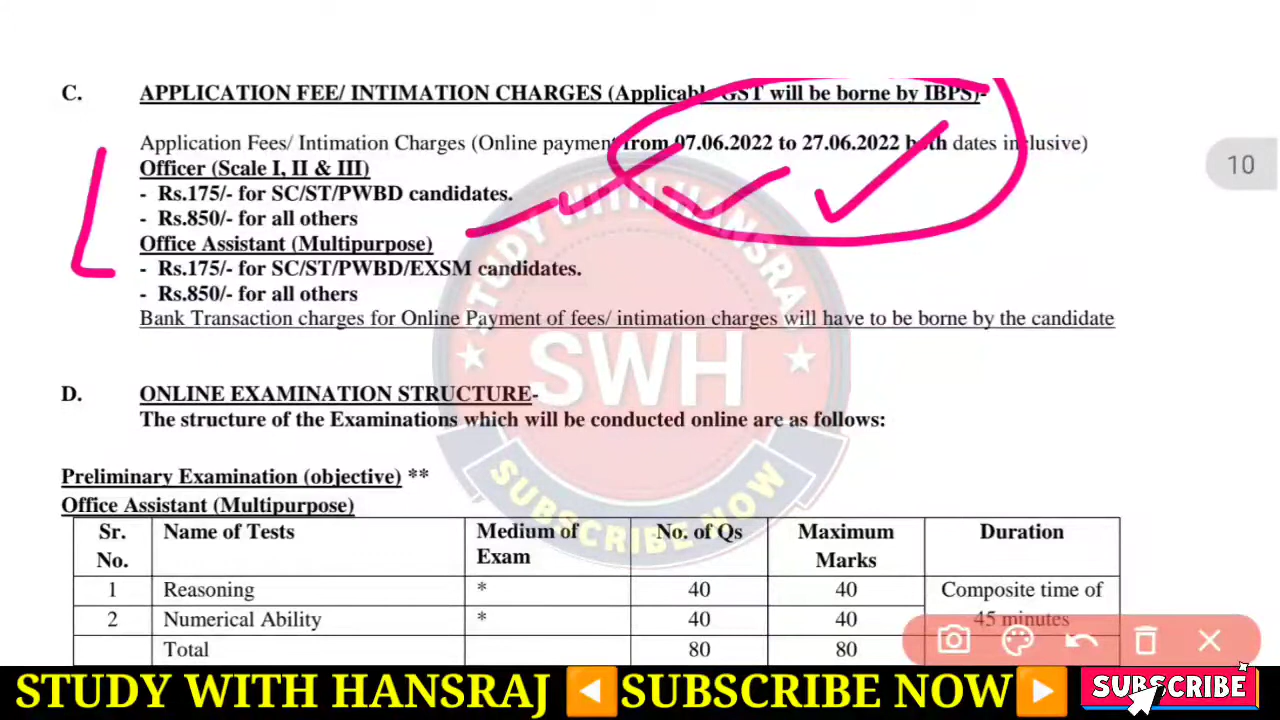 C. APPLICATION FEE/ INTIMATION CHARGES (Applicable GST will be borne by IBPS)-
10
Application Fees/ Intimation Charges (Online payment from 07.06.2022 to 27.06.2022 both dates inclusive)
Officer (Scale I, II & III)
- Rs.175/- for SC/ST/PWBD candidates.
- Rs.850/- for all others
Office Assistant (Multipurpose)
- Rs.175/- for SC/ST/PWBD/EXSM candidates.
- Rs.850/- for all others
Bank Transaction charges for Online Payment of fees/ intimation charges will have to be borne by the candidate
STUDY WITH HANSRAJ
SWH
SUBSCRIBE NOW
D. ONLINE EXAMINATION STRUCTURE-
The structure of the Examinations which will be conducted online are as follows:
Preliminary Examination (objective) **
Office Assistant (Multipurpose)
Sr. No. Name of Tests Medium of Exam No. of Qs Maximum Marks Duration
1 Reasoning * 40 40 Composite time of
2 Numerical Ability * 40 40 45 minutes
Total 80 80
STUDY WITH HANSRAJ ◀ SUBSCRIBE NOW ▶ SUBSCRIBE